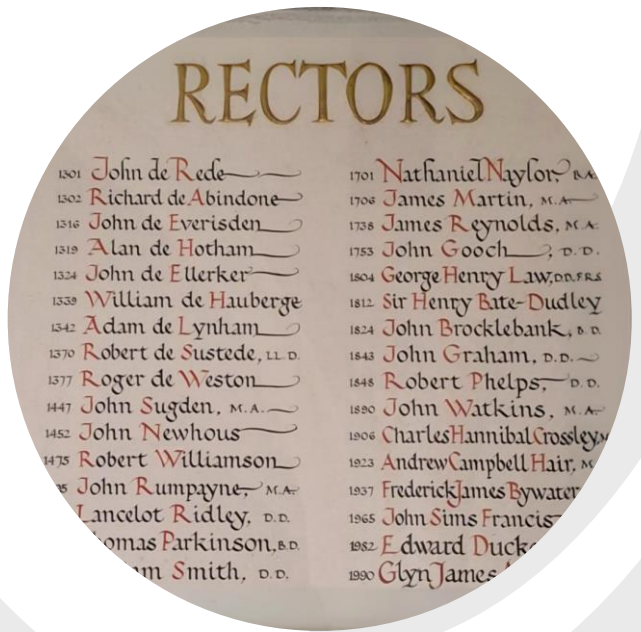 RECTORS
1301 John de Rede
1302 Richard de Abindone
1316 John de Everisden
1319 Alan de Hotham
1324 John de Ellerker
1339 William de Hauberge
1342 Adam de Lynham
1370 Robert de Sustede, LL D.
1377 Roger de Weston
1447 John Sugden, M.A.
1452 John Newhous
1475 Robert Williamson
John Rumpayne, M.A.
Lancelot Ridley, D.D.
Parkinson, B.D.
Smith, D.D.
1701 Nathaniel Naylor, B.A.
1706 James Martin, M.A.
1738 James Reynolds, M.A.
1753 John Gooch, D.D.
1804 George Henry Law, D.D. F.R.S
1812 Sir Henry Bate-Dudley
1824 John Brocklebank, B.D.
1843 John Graham, D.D.
1848 Robert Phelps, D.D.
1890 John Watkins, M.A.
1906 Charles Hannibal Crossley,
1923 Andrew Campbell Hair,
1937 Frederick James Bywater
1965 John Sims Francis
1982 Edward
1990 Glyn James